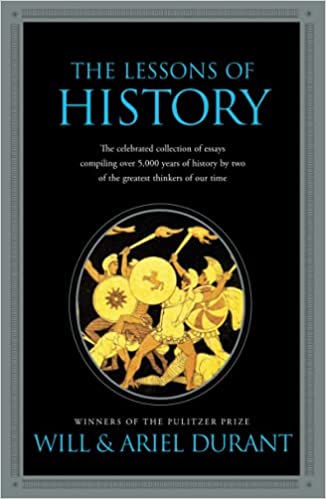 THE LESSONS OF
HISTORY
The celebrated collection of essays
compiling over 5,000 years of history by two
of the greatest thinkers of our time
WINNERS OF THE PULITZER PRIZE
WILL & ARIEL DURANT